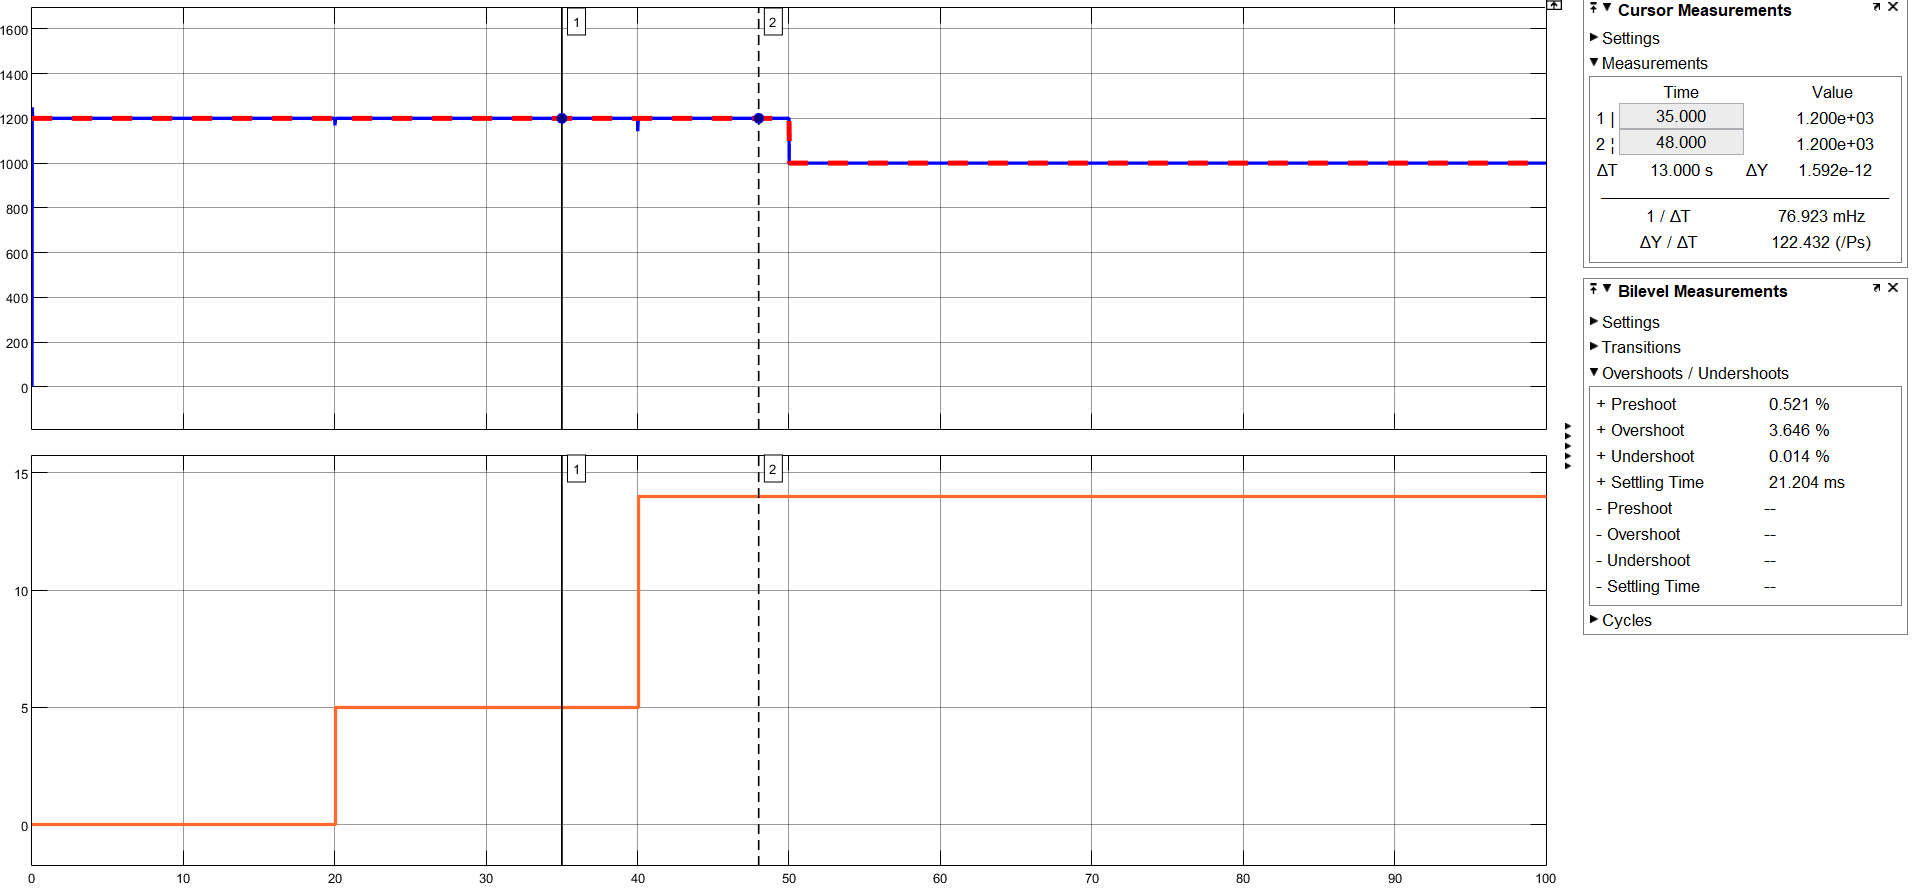 1600
1400
1200
1000
800
600
400
200
0
1
2
15
10
5
0
1
2
0 10 20 30 40 50 60 70 80 90 100
Cursor Measurements
Settings
Measurements
Time Value
1 | 35.000 1.200e+03
2 ¦ 48.000 1.200e+03
ΔT 13.000 s ΔY 1.592e-12
1 / ΔT 76.923 mHz
ΔY / ΔT 122.432 (/Ps)
Bilevel Measurements
Settings
Transitions
Overshoots / Undershoots
+ Preshoot 0.521 %
+ Overshoot 3.646 %
+ Undershoot 0.014 %
+ Settling Time 21.204 ms
- Preshoot --
- Overshoot --
- Undershoot --
- Settling Time --
Cycles